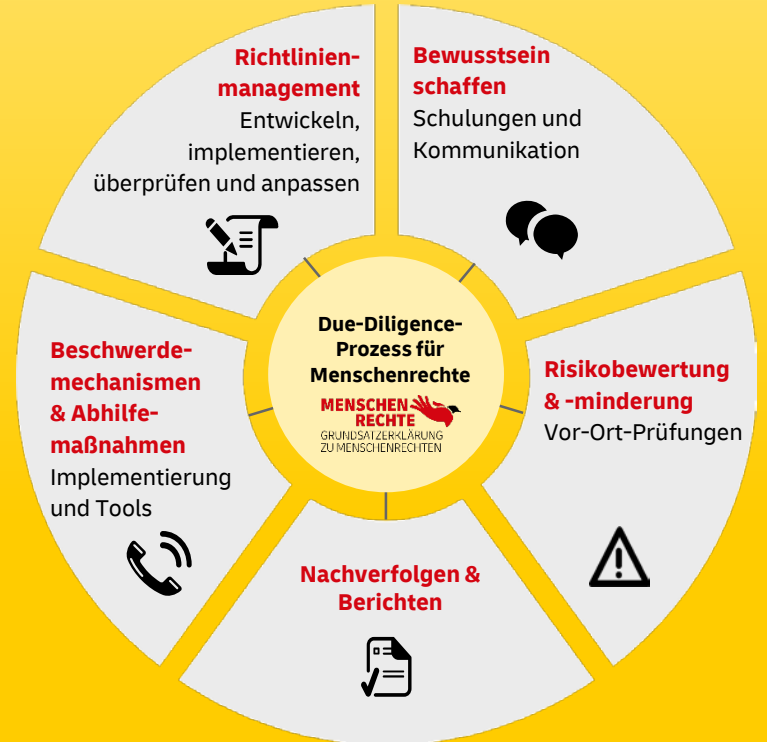 Richtlinien-
management
Entwickeln,
implementieren,
überprüfen und anpassen
Bewusstsein
schaffen
Schulungen und
Kommunikation
Due-Diligence-
Prozess für
Menschenrechte
MENSCHEN
RECHTE
GRUNDSATZERKLÄRUNG
ZU MENSCHENRECHTEN
Beschwerde-
mechanismen
& Abhilfe-
maßnahmen
Implementierung
und Tools
Risikobewertung
& -minderung
Vor-Ort-Prüfungen
Nachverfolgen &
Berichten